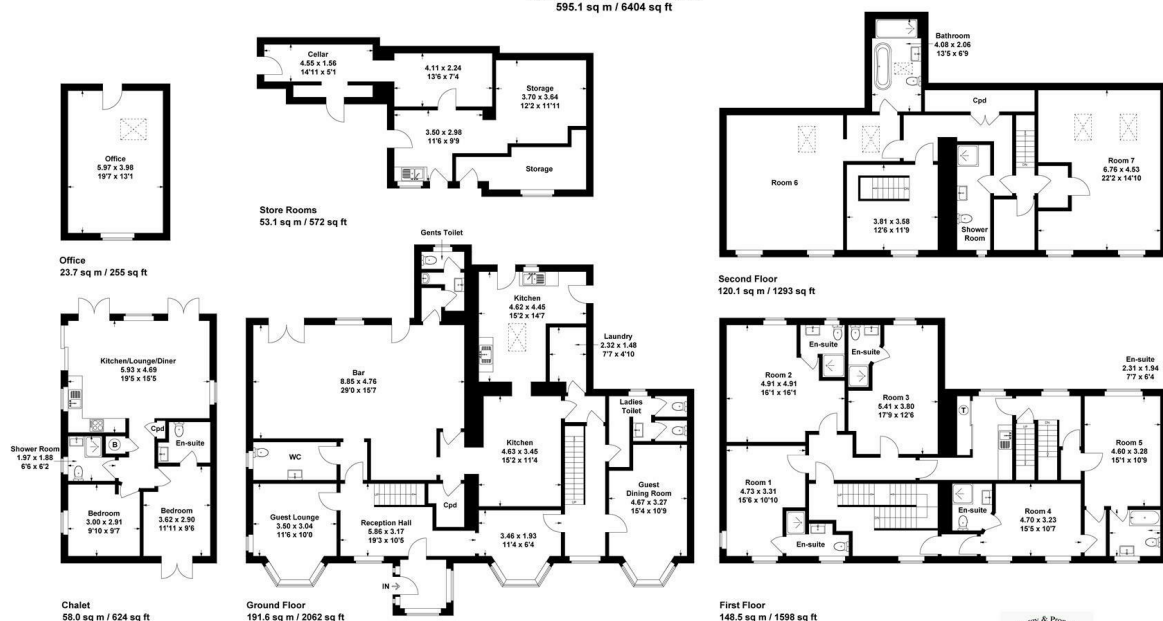 595.1 sq m / 6404 sq ft
Office
5.97 x 3.98
19'7 x 13'1
Office
23.7 sq m / 255 sq ft
Cellar
4.55 x 1.56
14'11 x 5'1
4.11 x 2.24
13'6 x 7'4
Storage
3.70 x 3.64
12'2 x 11'11
3.50 x 2.98
11'6 x 9'9
Storage
Store Rooms
53.1 sq m / 572 sq ft
Bathroom
4.08 x 2.06
13'5 x 6'9
Cpd
Room 6
3.81 x 3.58
12'6 x 11'9
DN
Shower
Room
DN
Room 7
6.76 x 4.53
22'2 x 14'10
Second Floor
120.1 sq m / 1293 sq ft
Kitchen/Lounge/Diner
5.93 x 4.69
19'5 x 15'5
Cpd
B
En-suite
Shower Room
1.97 x 1.88
6'6 x 6'2
Bedroom
3.00 x 2.91
9'10 x 9'7
Bedroom
3.62 x 2.90
11'11 x 9'6
Chalet
58.0 sq m / 624 sq ft
Gents Toilet
Kitchen
4.62 x 4.45
15'2 x 14'7
Laundry
2.32 x 1.48
7'7 x 4'10
Bar
8.85 x 4.76
29'0 x 15'7
Ladies
Toilet
Kitchen
4.63 x 3.45
15'2 x 11'4
WC
Guest
Dining Room
4.67 x 3.27
15'4 x 10'9
Guest Lounge
3.50 x 3.04
11'6 x 10'0
Reception Hall
5.86 x 3.17
19'3 x 10'5
Cpd
3.46 x 1.93
11'4 x 6'4
IN
Ground Floor
191.6 sq m / 2062 sq ft
En-suite
En-suite
En-suite
2.31 x 1.94
7'7 x 6'4
Room 2
4.91 x 4.91
16'1 x 16'1
Room 3
5.41 x 3.80
17'9 x 12'6
T
Room 5
4.60 x 3.28
15'1 x 10'9
Room 1
4.73 x 3.31
15'6 x 10'10
En-suite
En-suite
Room 4
4.70 x 3.23
15'5 x 10'7
First Floor
148.5 sq m / 1598 sq ft